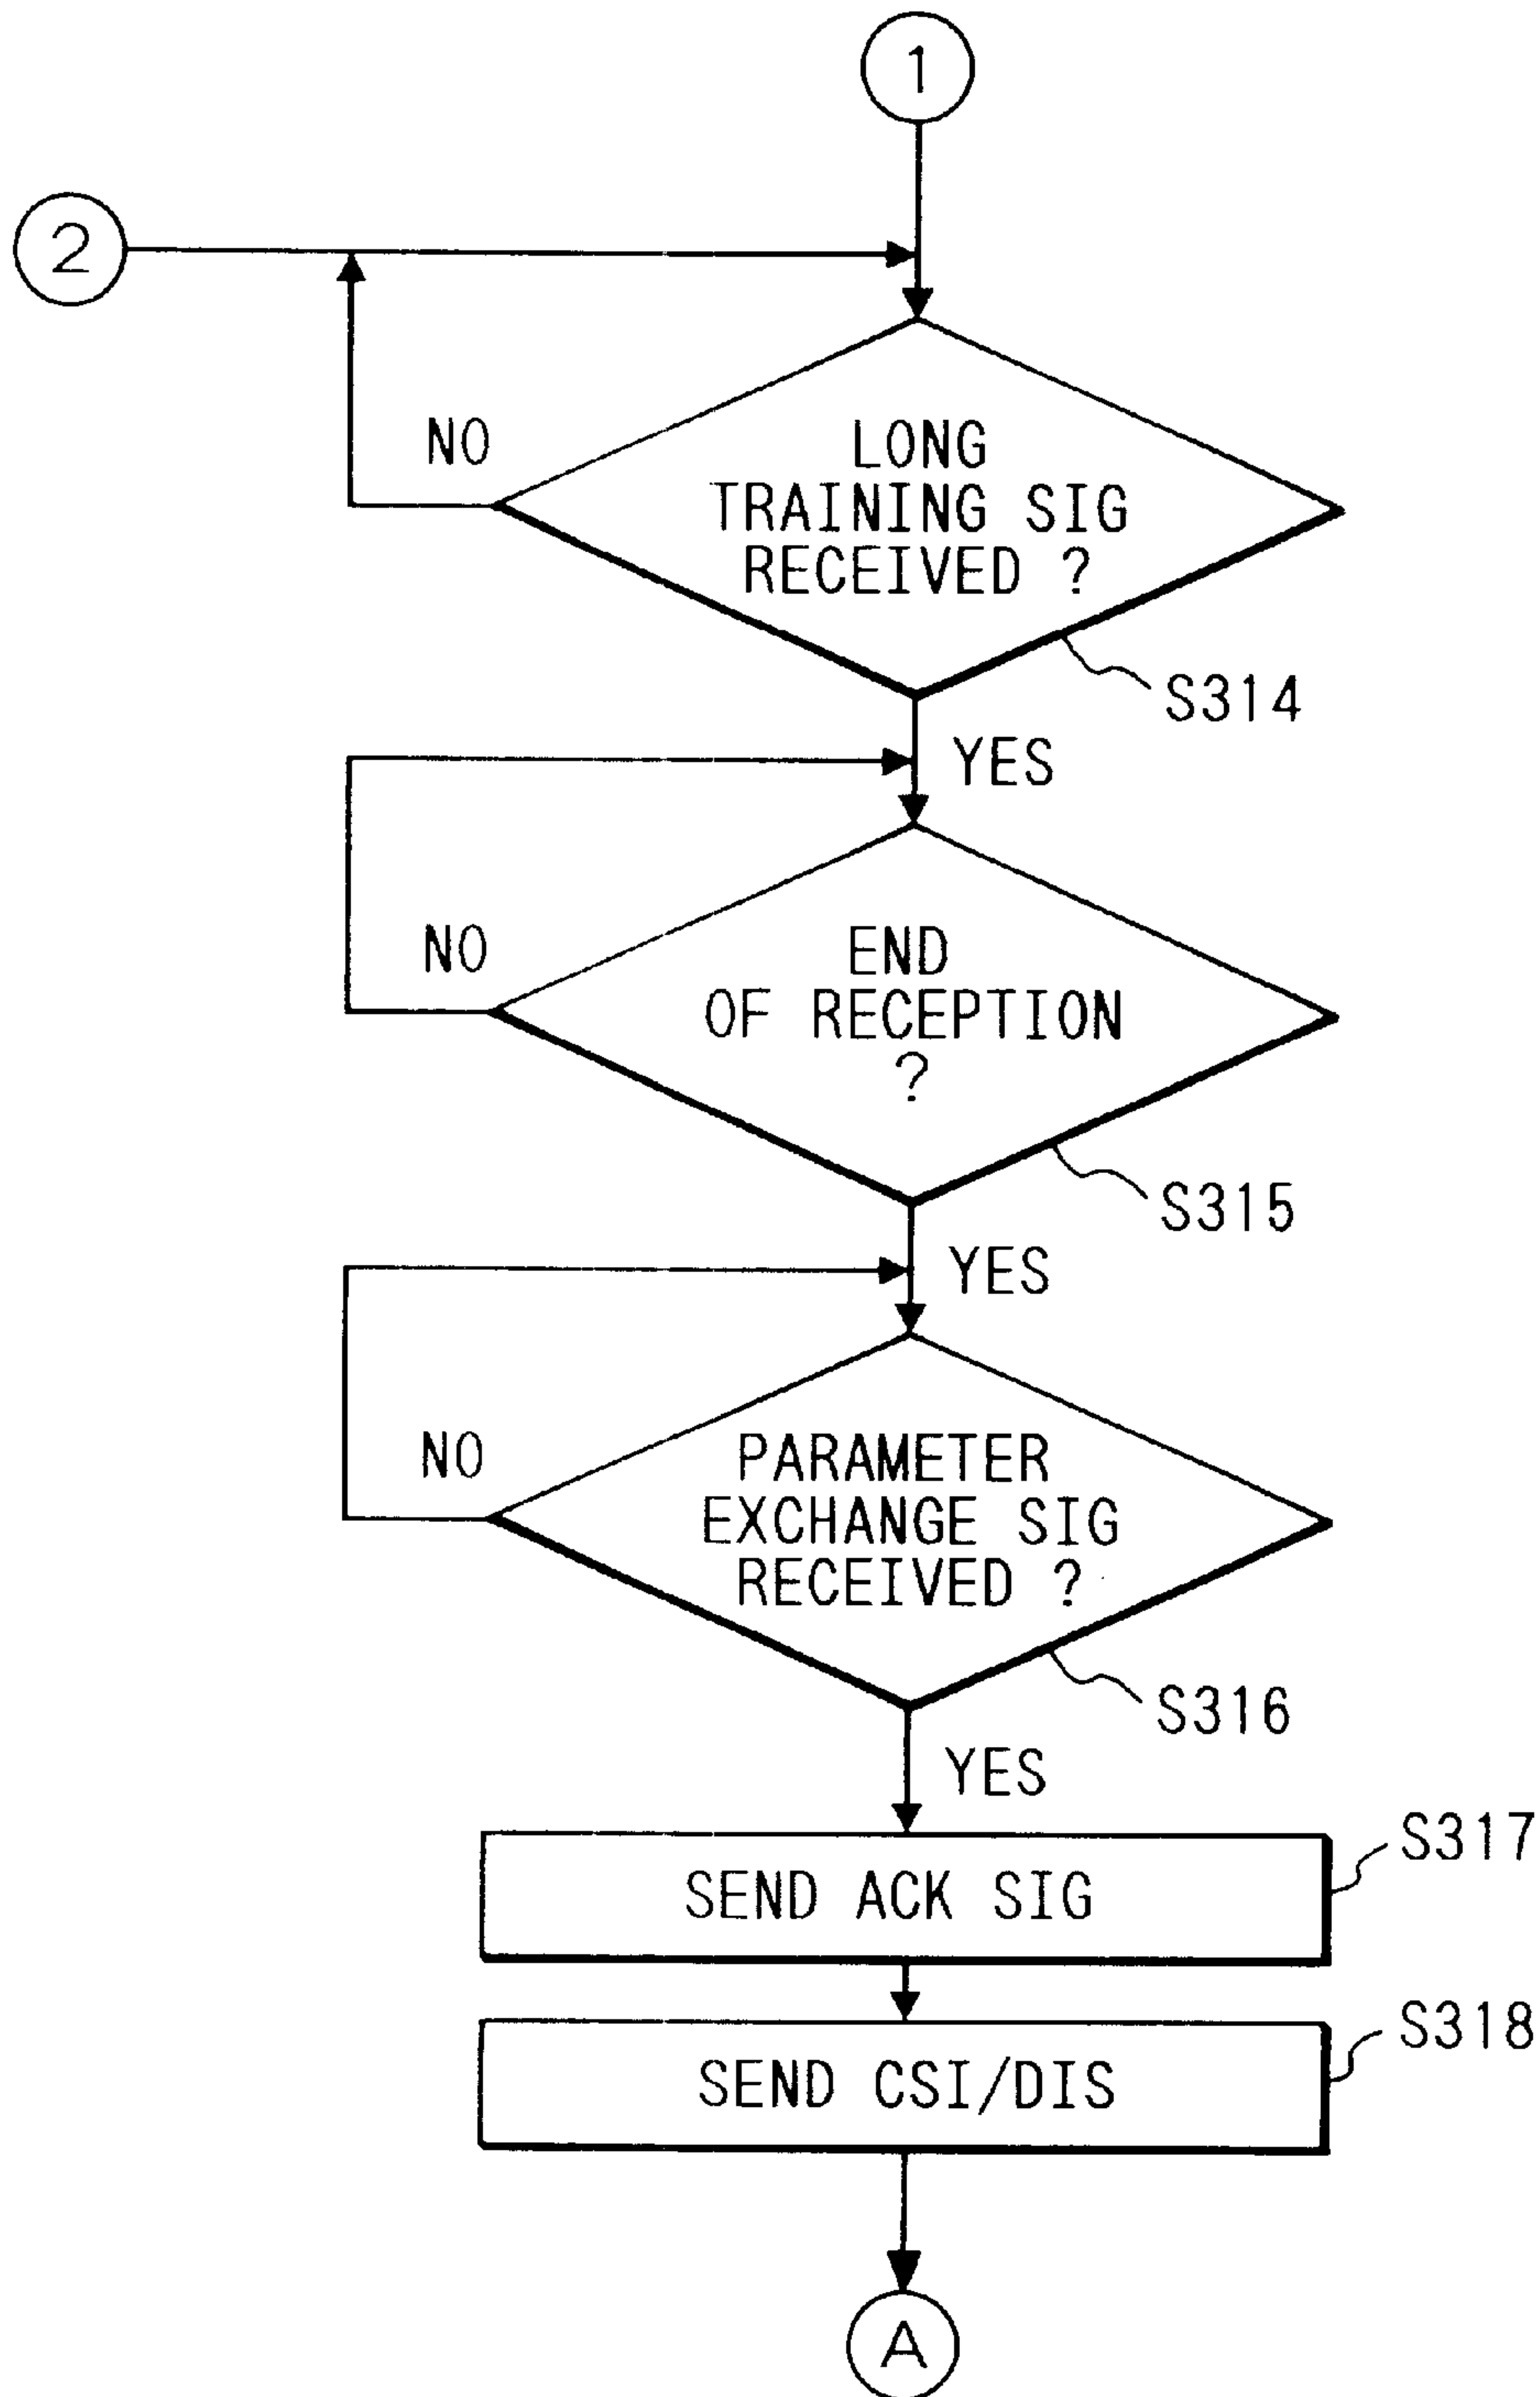 1
2
NO
LONG
TRAINING SIG
RECEIVED ?
S314
YES
NO
END
OF RECEPTION
?
S315
YES
NO
PARAMETER
EXCHANGE SIG
RECEIVED ?
S316
YES
S317
SEND ACK SIG
S318
SEND CSI/DIS
A